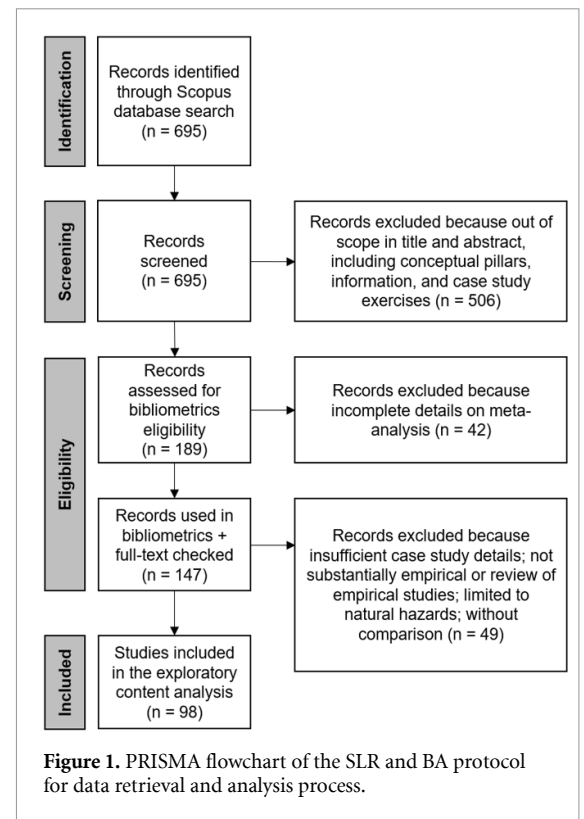 Identification
Records identified
through Scopus
database search
(n = 695)
Screening
Records
screened
(n = 695)
Records excluded because out of
scope in title and abstract,
including conceptual pillars,
information, and case study
exercises (n = 506)
Eligibility
Records
assessed for
bibliometrics
eligibility
(n = 189)
Records excluded because
incomplete details on meta-
analysis (n = 42)
Records used in
bibliometrics +
full-text checked
(n = 147)
Records excluded because
insufficient case study details; not
substantially empirical or review of
empirical studies; limited to
natural hazards; without
comparison (n = 49)
Included
Studies included
in the exploratory
content analysis
(n = 98)
Figure 1. PRISMA flowchart of the SLR and BA protocol
for data retrieval and analysis process.